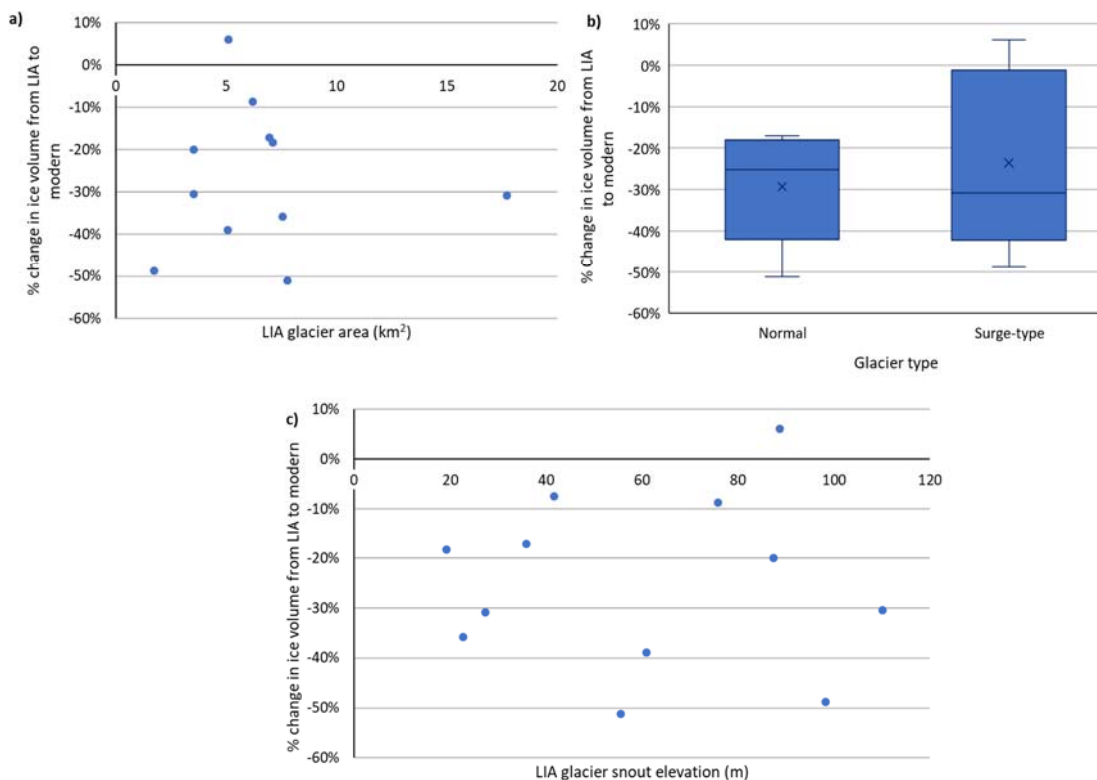 a)
10%
0%
-10%
-20%
-30%
-40%
-50%
-60%
0 5 10 15 20
% change in ice volume from LIA to
modern
LIA glacier area (km²)
b)
10%
0%
-10%
-20%
-30%
-40%
-50%
-60%
% Change in ice volume from LIA
to modern
Normal Surge-type
Glacier type
c)
10%
0%
-10%
-20%
-30%
-40%
-50%
-60%
0 20 40 60 80 100 120
% change in ice volume from LIA to modern
LIA glacier snout elevation (m)